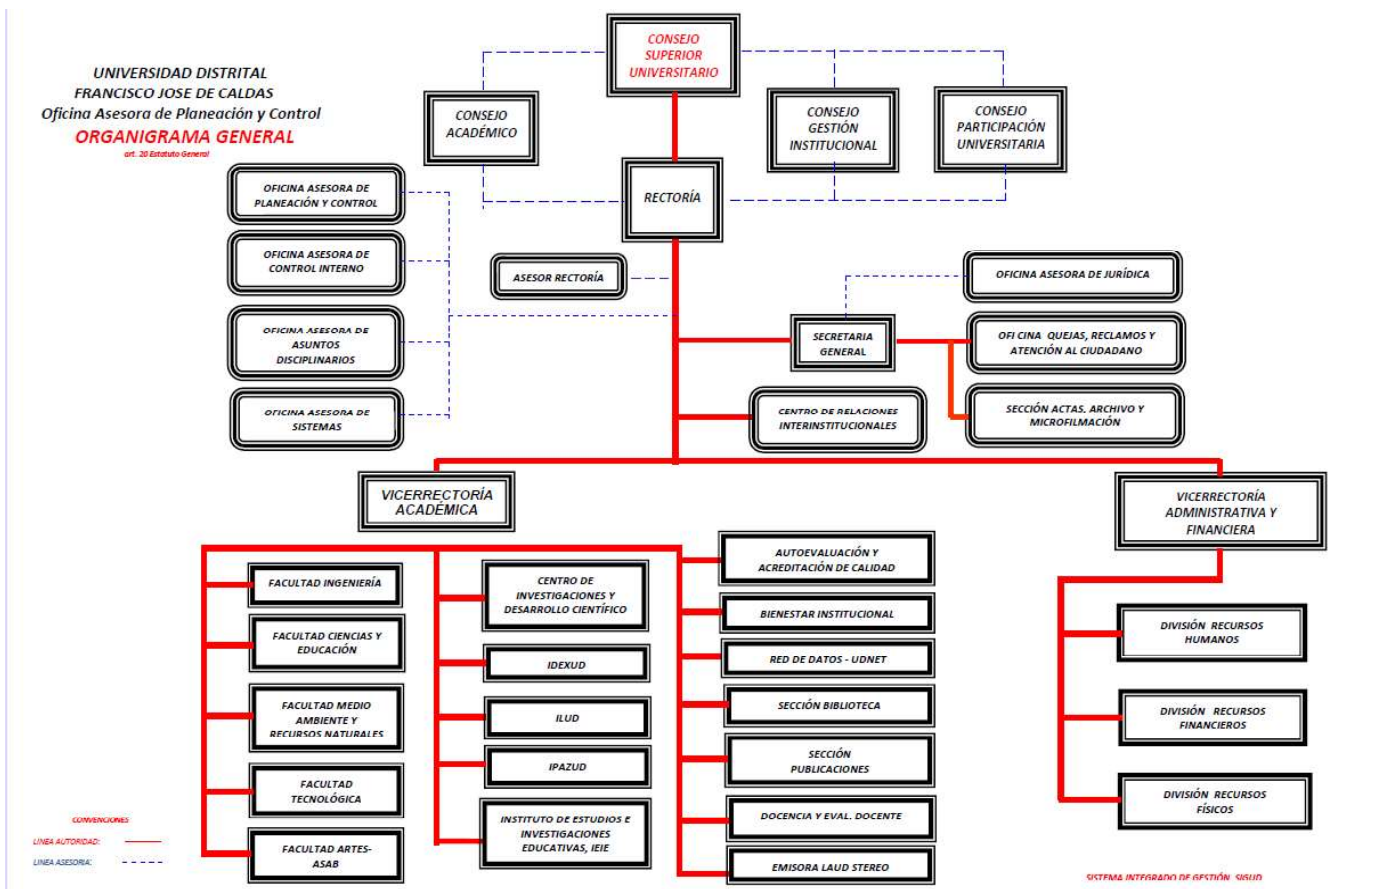 UNIVERSIDAD DISTRITAL
FRANCISCO JOSE DE CALDAS
Oficina Asesora de Planeación y Control
ORGANIGRAMA GENERAL
art. 20 Estatuto General
CONSEJO
SUPERIOR
UNIVERSITARIO
CONSEJO
ACADÉMICO
CONSEJO
GESTIÓN
INSTITUCIONAL
CONSEJO
PARTICIPACIÓN
UNIVERSITARIA
RECTORÍA
OFICINA ASESORA DE
PLANEACIÓN Y CONTROL
OFICINA ASESORA DE
CONTROL INTERNO
OFICINA ASESORA DE
ASUNTOS
DISCIPLINARIOS
OFICINA ASESORA DE
SISTEMAS
ASESOR RECTORÍA
OFICINA ASESORA DE JURÍDICA
SECRETARIA
GENERAL
OFICINA QUEJAS, RECLAMOS Y
ATENCIÓN AL CIUDADANO
CENTRO DE RELACIONES
INTERINSTITUCIONALES
SECCIÓN ACTAS, ARCHIVO Y
MICROFILMACIÓN
VICERRECTORÍA
ACADÉMICA
VICERRECTORÍA
ADMINISTRATIVA Y
FINANCIERA
FACULTAD INGENIERÍA
FACULTAD CIENCIAS Y
EDUCACIÓN
FACULTAD MEDIO
AMBIENTE Y
RECURSOS NATURALES
FACULTAD
TECNOLÓGICA
FACULTAD ARTES-
ASAB
CENTRO DE
INVESTIGACIONES Y
DESARROLLO CIENTÍFICO
IDEXUD
ILUD
IPAZUD
INSTITUTO DE ESTUDIOS E
INVESTIGACIONES
EDUCATIVAS, IEIE
AUTOEVALUACIÓN Y
ACREDITACIÓN DE CALIDAD
BIENESTAR INSTITUCIONAL
RED DE DATOS - UDNET
SECCIÓN BIBLIOTECA
SECCIÓN
PUBLICACIONES
DOCENCIA Y EVAL. DOCENTE
EMISORA LAUD STEREO
DIVISIÓN RECURSOS
HUMANOS
DIVISIÓN RECURSOS
FINANCIEROS
DIVISIÓN RECURSOS
FÍSICOS
CONVENCIONES
LINEA AUTORIDAD:
LINEA ASESORIA:
SISTEMA INTEGRADO DE GESTIÓN SIGUD